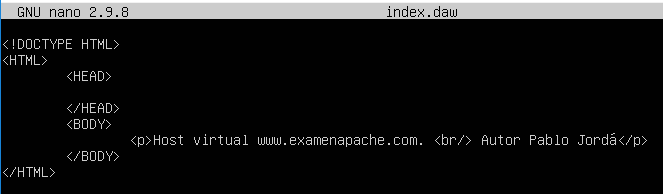 GNU nano 2.9.8 index.daw
<!DOCTYPE HTML>
<HTML>
<HEAD>
</HEAD>
<BODY>
<p>Host virtual www.examenapache.com. <br/> Autor Pablo Jordá</p>
</BODY>
</HTML>